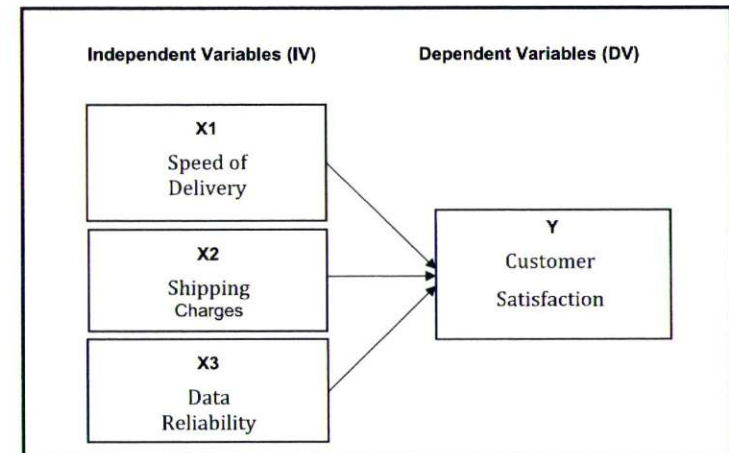 Independent Variables (IV)
Dependent Variables (DV)
X1
Speed of
Delivery
X2
Shipping
Charges
X3
Data
Reliability
Y
Customer
Satisfaction